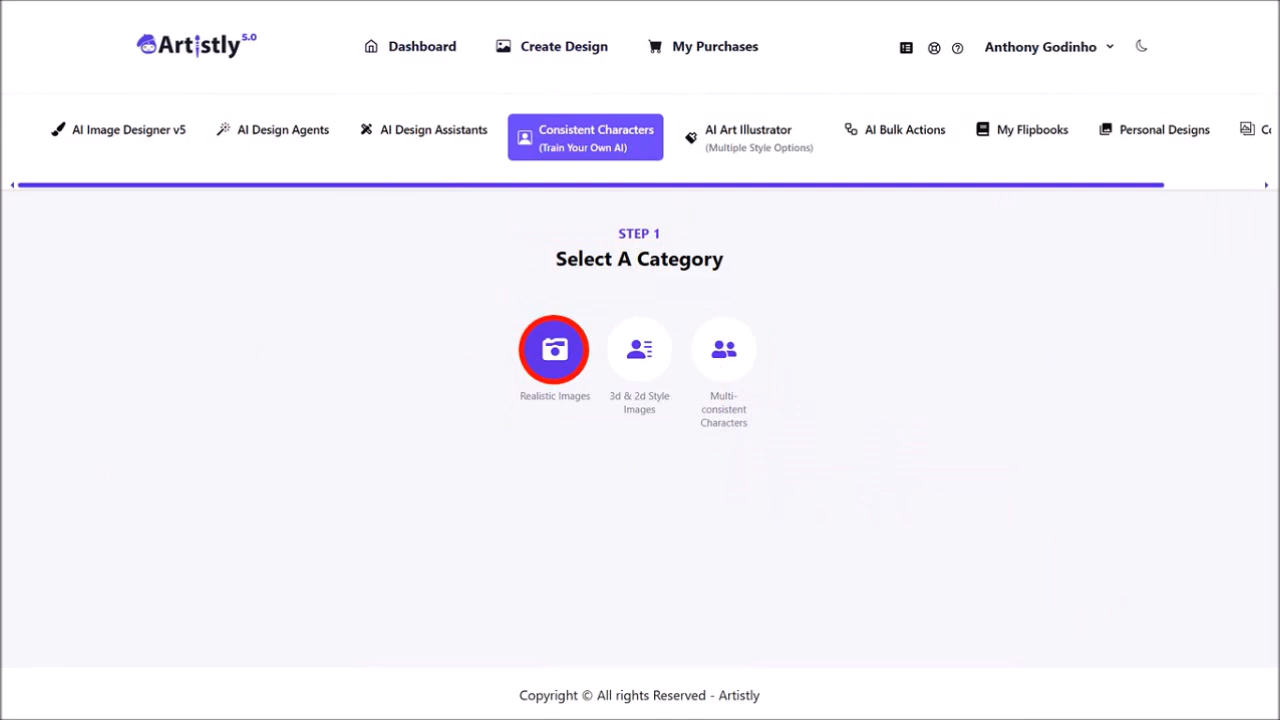 Artistly 5.0
Dashboard
Create Design
My Purchases
Anthony Godinho
AI Image Designer v5
AI Design Agents
AI Design Assistants
Consistent Characters
(Train Your Own AI)
AI Art Illustrator
(Multiple Style Options)
AI Bulk Actions
My Flipbooks
Personal Designs
STEP 1
Select A Category
Realistic Images
3d & 2d Style
Images
Multi-
consistent
Characters
Copyright © All rights Reserved - Artistly